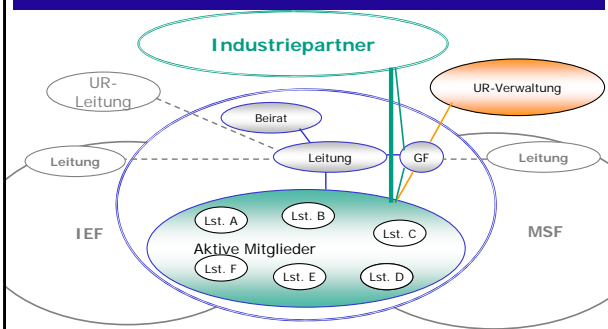 Industriepartner
UR-
Leitung
UR-Verwaltung
Beirat
Leitung
Leitung
GF
Leitung
IEF
Lst. A
Lst. B
Lst. C
MSF
Aktive Mitglieder
Lst. F
Lst. E
Lst. D